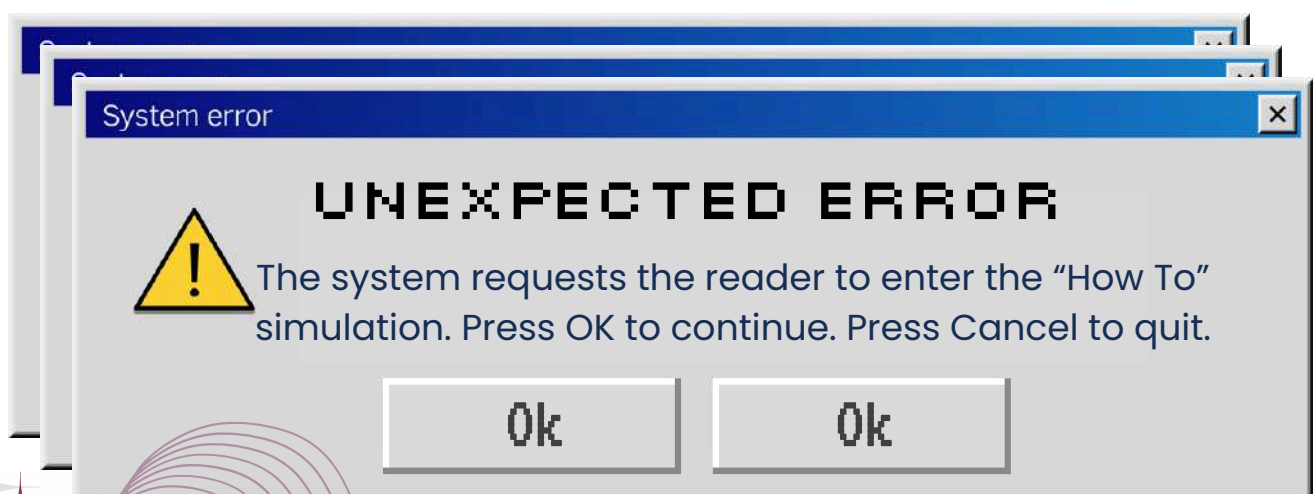 System error
UNEXPECTED ERROR
The system requests the reader to enter the “How To”
simulation. Press OK to continue. Press Cancel to quit.
Ok Ok